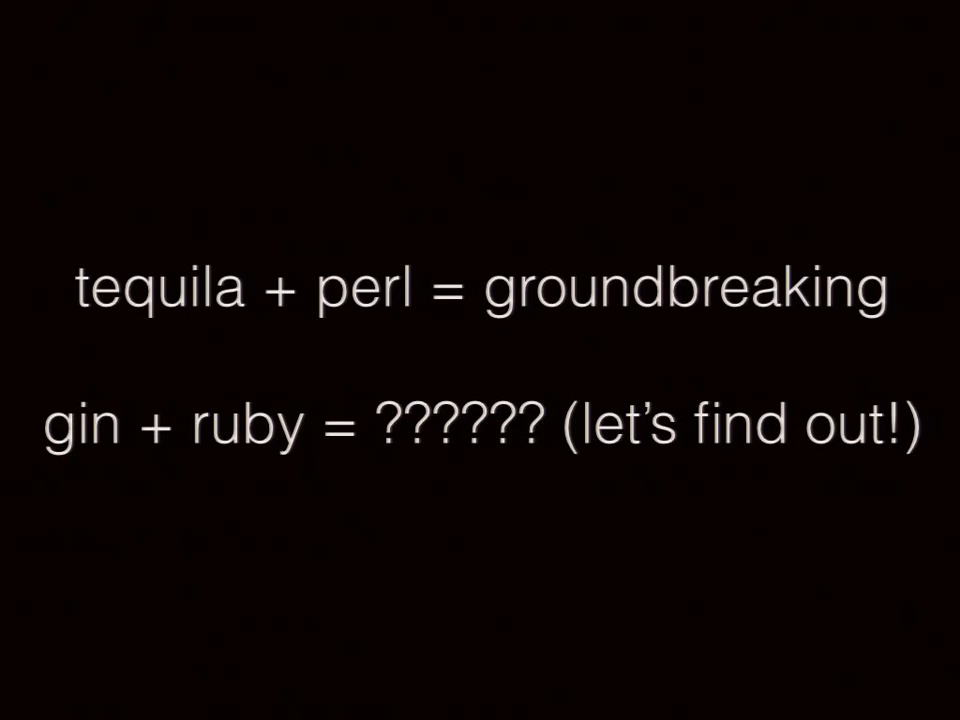 tequila + perl = groundbreaking
gin + ruby = ?????? (let’s find out!)